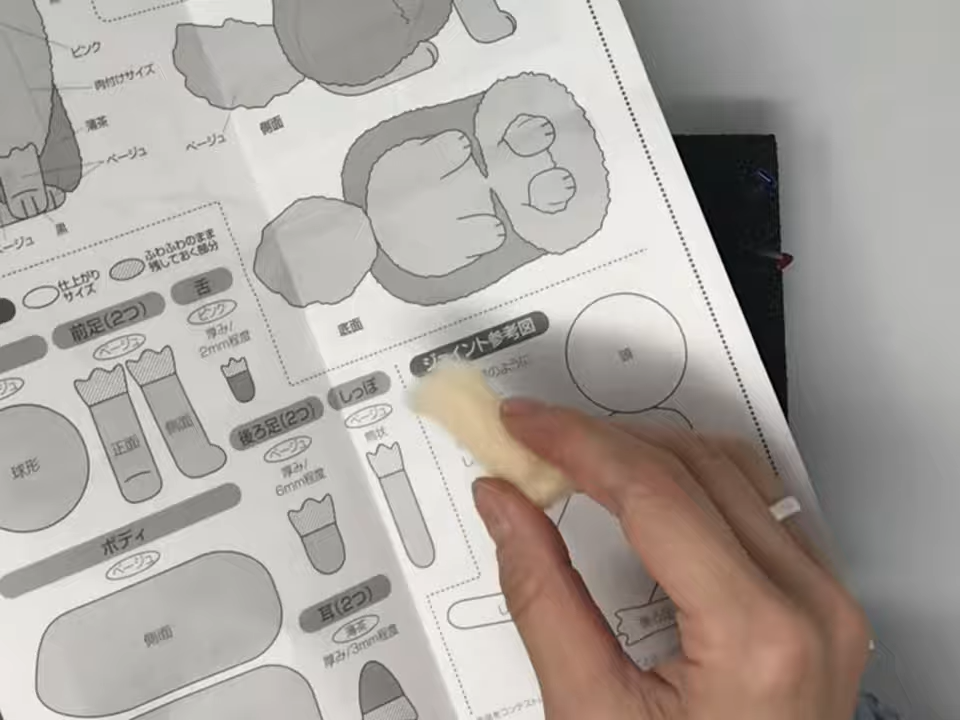 ピンク
肉付けサイズ
薄茶
ベージュ
黒
ベージュ
側面
底面
仕上がり
サイズ
ふわふわのまま
残しておく部分
前足(2つ)
ベージュ
正面
側面
舌
ピンク
厚み/
2mm程度
球形
後ろ足(2つ)
ベージュ
厚み/
6mm程度
しっぽ
ベージュ
筒状
ボディ
ベージュ
側面
耳(2つ)
薄茶
厚み/3mm程度
ジョイント参考図
のように
頭